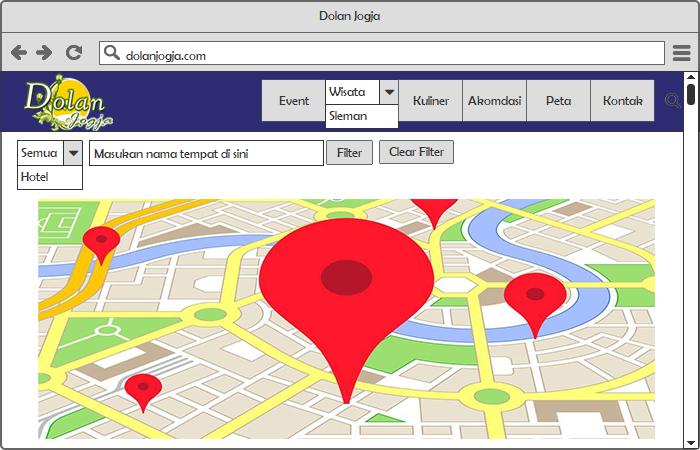 Dolan Jogja
dolanjogja.com
Dolan
Jogja
Event
Wisata
Kuliner
Akomdasi
Peta
Kontak
Sleman
Semua
Masukan nama tempat di sini
Filter
Clear Filter
Hotel